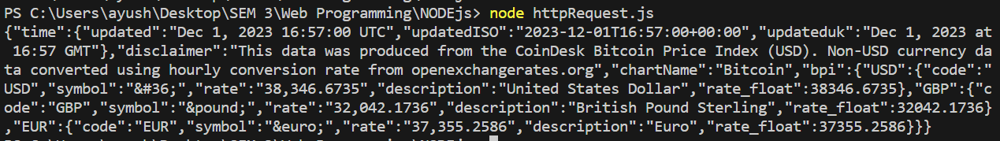 PS C:\Users\ayush\Desktop\SEM 3\Web Programming\NODEjs> node httpRequest.js
{"time":{"updated":"Dec 1, 2023 16:57:00 UTC","updatedISO":"2023-12-01T16:57:00+00:00","updateduk":"Dec 1, 2023 at
 16:57 GMT"},"disclaimer":"This data was produced from the CoinDesk Bitcoin Price Index (USD). Non-USD currency da
ta converted using hourly conversion rate from openexchangerates.org","chartName":"Bitcoin","bpi":{"USD":{"code":"
USD","symbol":"&#36;","rate":"38,346.6735","description":"United States Dollar","rate_float":38346.6735},"GBP":{"c
ode":"GBP","symbol":"&pound;","rate":"32,042.1736","description":"British Pound Sterling","rate_float":32042.1736}
,"EUR":{"code":"EUR","symbol":"&euro;","rate":"37,355.2586","description":"Euro","rate_float":37355.2586}}}